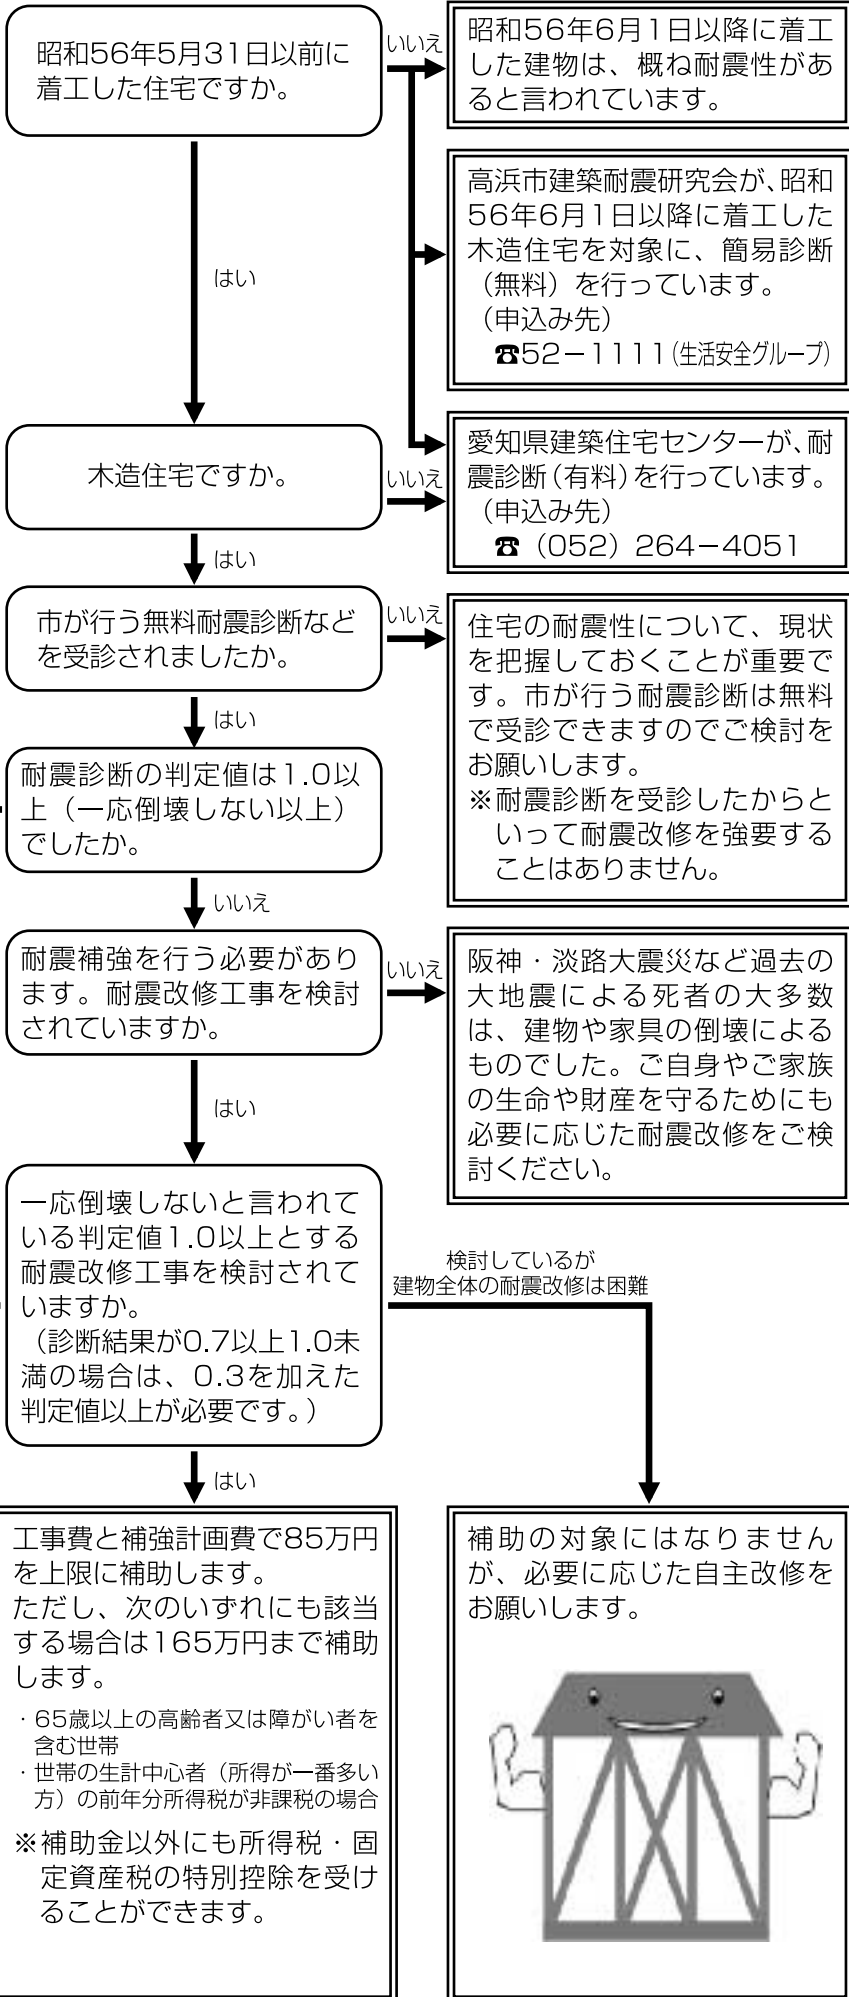 昭和56年5月31日以前に
着工した住宅ですか。
いいえ
昭和56年6月1日以降に着工
した建物は、概ね耐震性があ
ると言われています。
高浜市建築耐震研究会が、昭和
56年6月1日以降に着工した
木造住宅を対象に、簡易診断
（無料）を行っています。
（申込み先）
☎52－1111（生活安全グループ）
はい
木造住宅ですか。
いいえ
愛知県建築住宅センターが、耐
震診断（有料）を行っています。
（申込み先）
☎（052）264－4051
はい
市が行う無料耐震診断など
を受診されましたか。
いいえ
住宅の耐震性について、現状
を把握しておくことが重要で
す。市が行う耐震診断は無料
で受診できますのでご検討を
お願いします。
※耐震診断を受診したからと
いって耐震改修を強要する
ことはありません。
はい
耐震診断の判定値は1.0以
上（一応倒壊しない以上）
でしたか。
いいえ
耐震補強を行う必要があり
ます。耐震改修工事を検討
されていますか。
いいえ
阪神・淡路大震災など過去の
大地震による死者の大多数
は、建物や家具の倒壊による
ものでした。ご自身やご家族
の生命や財産を守るためにも
必要に応じた耐震改修をご検
討ください。
はい
一応倒壊しないと言われて
いる判定値1.0以上とする
耐震改修工事を検討されて
いますか。
（診断結果が0.7以上1.0未
満の場合は、0.3を加えた
判定値以上が必要です。）
検討しているが
建物全体の耐震改修は困難
はい
工事費と補強計画費で85万円
を上限に補助します。
ただし、次のいずれにも該当
する場合は165万円まで補助
します。
・65歳以上の高齢者又は障がい者を
含む世帯
・世帯の生計中心者（所得が一番多い
方）の前年分所得税が非課税の場合
※補助金以外にも所得税・固
定資産税の特別控除を受け
ることができます。
補助の対象にはなりません
が、必要に応じた自主改修を
お願いします。